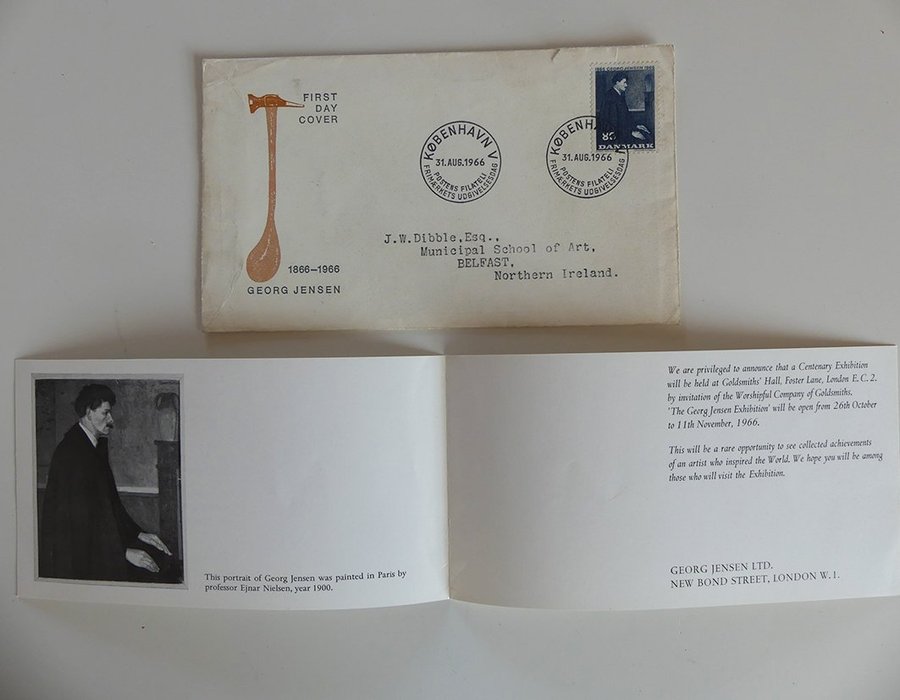 FIRST
DAY
COVER
1866–1966
GEORG JENSEN
KØBENHAVN V
31.AUG.1966
POSTENS FILATELI
FRIMÆRKETS UDGIVELSESDAG
KØBENHAVN V
31.AUG.1966
POSTENS FILATELI
FRIMÆRKETS UDGIVELSESDAG
1866 GEORG JENSEN 1966
80
DANMARK
J.W.Dibble,Esq.,
Municipal School of Art,
BELFAST,
Northern Ireland.
This portrait of Georg Jensen was painted in Paris by
professor Ejnar Nielsen, year 1900.
We are privileged to announce that a Centenary Exhibition
will be held at Goldsmiths' Hall, Foster Lane, London E.C.2.
by invitation of the Worshipful Company of Goldsmiths.
'The Georg Jensen Exhibition' will be open from 26th October
to 11th November, 1966.
This will be a rare opportunity to see collected achievements
of an artist who inspired the World. We hope you will be among
those who will visit the Exhibition.
GEORG JENSEN LTD.
NEW BOND STREET, LONDON W.1.